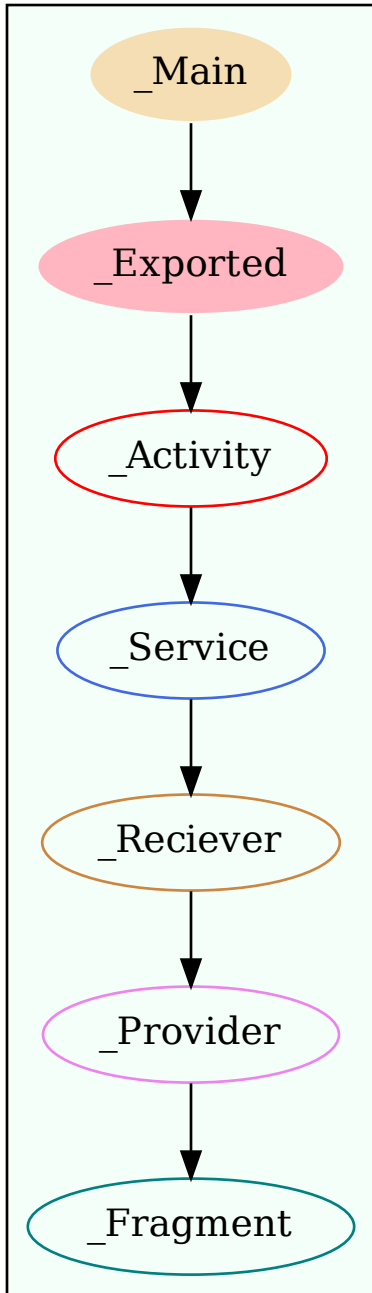 _Main
_Exported
_Activity
_Service
_Reciever
_Provider
_Fragment